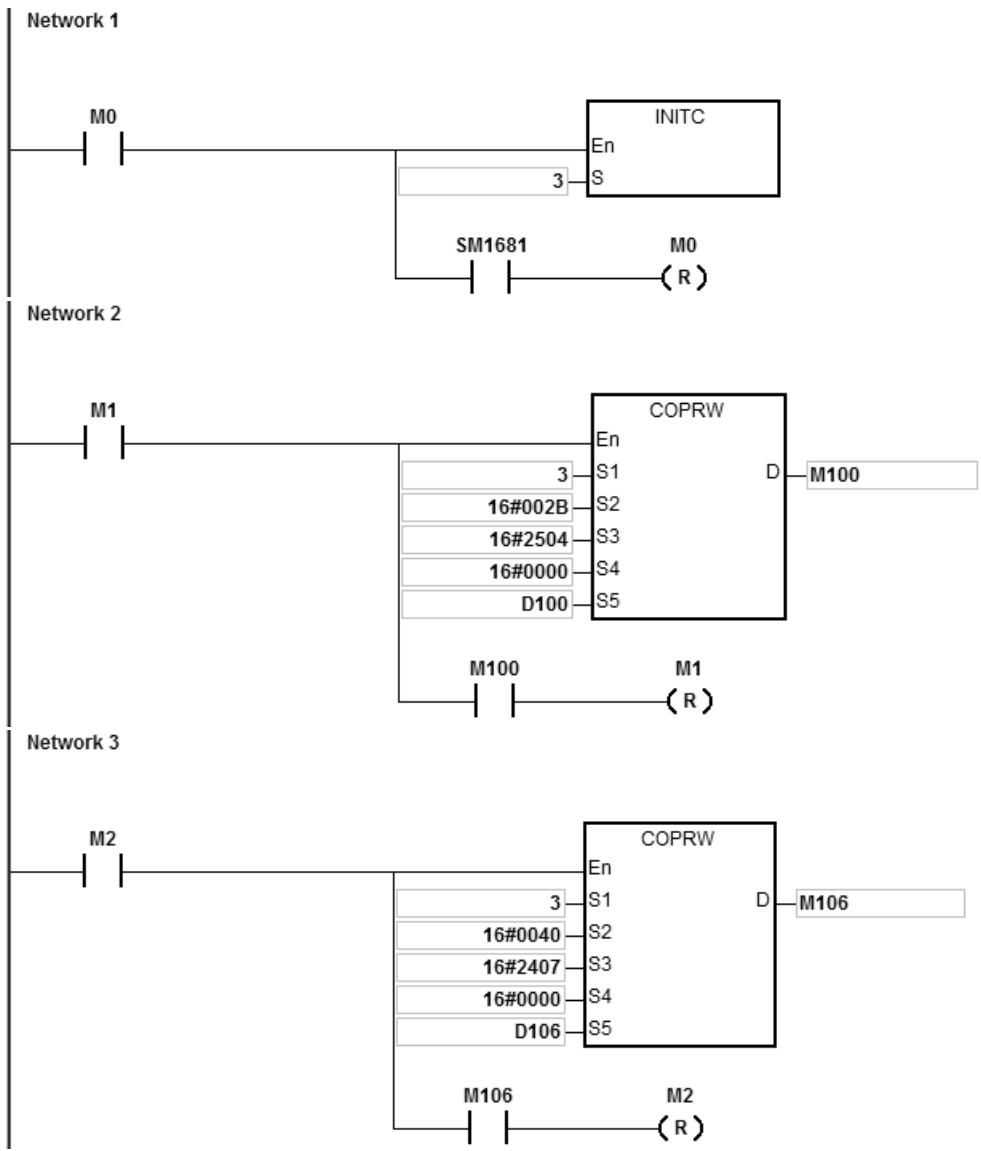 Network 1
M0
INITC
En
3 S
SM1681 M0
( R )
Network 2
M1
COPRW
En
3 S1 D M100
16#002B S2
16#2504 S3
16#0000 S4
D100 S5
M100 M1
( R )
Network 3
M2
COPRW
En
3 S1 D M106
16#0040 S2
16#2407 S3
16#0000 S4
D106 S5
M106 M2
( R )